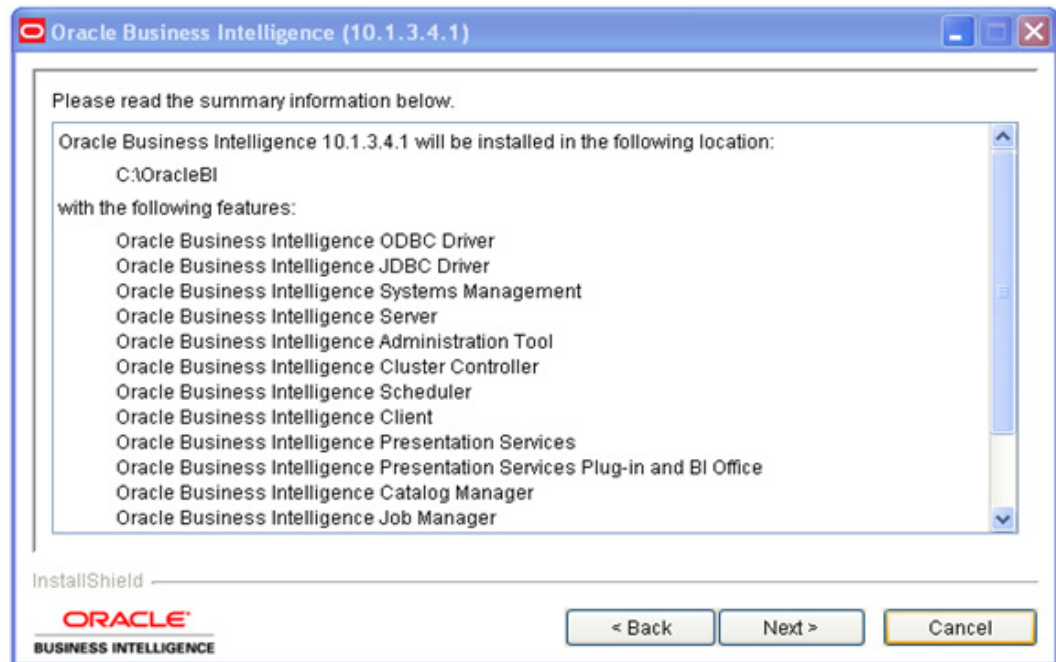 Oracle Business Intelligence (10.1.3.4.1)
Please read the summary information below.
Oracle Business Intelligence 10.1.3.4.1 will be installed in the following location:
C:\OracleBI
with the following features:
Oracle Business Intelligence ODBC Driver
Oracle Business Intelligence JDBC Driver
Oracle Business Intelligence Systems Management
Oracle Business Intelligence Server
Oracle Business Intelligence Administration Tool
Oracle Business Intelligence Cluster Controller
Oracle Business Intelligence Scheduler
Oracle Business Intelligence Client
Oracle Business Intelligence Presentation Services
Oracle Business Intelligence Presentation Services Plug-in and BI Office
Oracle Business Intelligence Catalog Manager
Oracle Business Intelligence Job Manager
InstallShield
ORACLE
BUSINESS INTELLIGENCE
< Back
Next >
Cancel